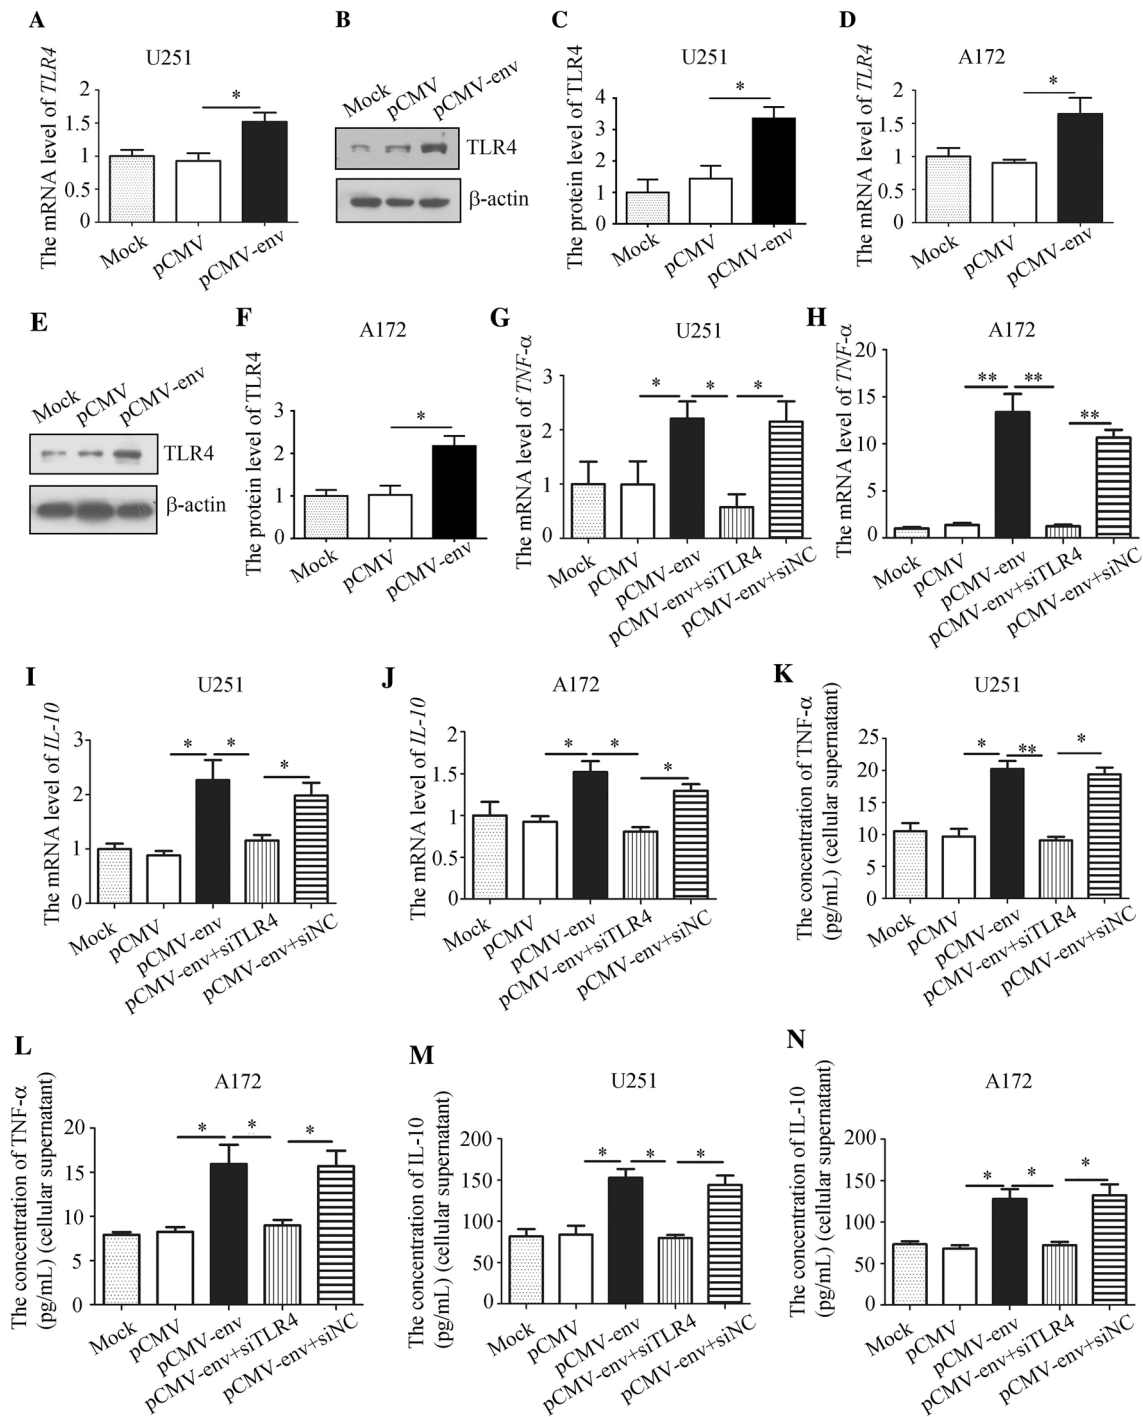 A
U251
The mRNA level of TLR4
2
1.5
1
0.5
0
*
Mock
pCMV
pCMV-env
B
Mock
pCMV
pCMV-env
TLR4
β-actin
C
U251
The protein level of TLR4
4
3
2
1
0
*
Mock
pCMV
pCMV-env
D
A172
The mRNA level of TLR4
2
1.5
1
0.5
0
*
Mock
pCMV
pCMV-env
E
Mock
pCMV
pCMV-env
TLR4
β-actin
F
A172
The protein level of TLR4
3
2
1
0
*
Mock
pCMV
pCMV-env
G
U251
The mRNA level of TNF-α
3
2
1
0
* * *
Mock
pCMV
pCMV-env
pCMV-env+siTLR4
pCMV-env+siNC
H
A172
The mRNA level of TNF-α
20
15
10
5
0
** ** **
Mock
pCMV
pCMV-env
pCMV-env+siTLR4
pCMV-env+siNC
I
U251
The mRNA level of IL-10
3
2
1
0
* * *
Mock
pCMV
pCMV-env
pCMV-env+siTLR4
pCMV-env+siNC
J
A172
The mRNA level of IL-10
2
1.5
1
0.5
0
* * *
Mock
pCMV
pCMV-env
pCMV-env+siTLR4
pCMV-env+siNC
K
U251
The concentration of TNF-α
(pg/mL) (cellular supernatant)
25
20
15
10
5
0
* ** *
Mock
pCMV
pCMV-env
pCMV-env+siTLR4
pCMV-env+siNC
L
A172
The concentration of TNF-α
(pg/mL) (cellular supernatant)
20
15
10
5
0
* * *
Mock
pCMV
pCMV-env
pCMV-env+siTLR4
pCMV-env+siNC
M
U251
The concentration of IL-10
(pg/mL) (cellular supernatant)
200
150
100
50
0
* * *
Mock
pCMV
pCMV-env
pCMV-env+siTLR4
pCMV-env+siNC
N
A172
The concentration of IL-10
(pg/mL) (cellular supernatant)
200
150
100
50
0
* * *
Mock
pCMV
pCMV-env
pCMV-env+siTLR4
pCMV-env+siNC